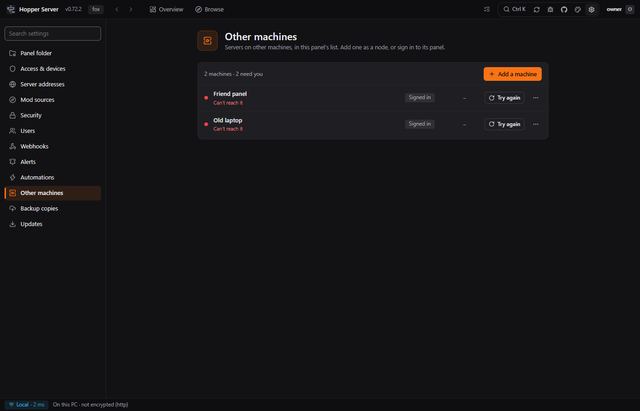 Hopper Server v0.72.2 fox Overview Browse Ctrl K owner O
Search settings
Panel folder
Access & devices
Server addresses
Mod sources
Security
Users
Webhooks
Alerts
Automations
Other machines
Backup copies
Updates
Other machines
Servers on other machines, in this panel's list. Add one as a node, or sign in to its panel.
2 machines · 2 need you + Add a machine
Friend panel
Can't reach it
Signed in – Try again
Old laptop
Can't reach it
Signed in – Try again
Local · 2 ms On this PC · not encrypted (http)